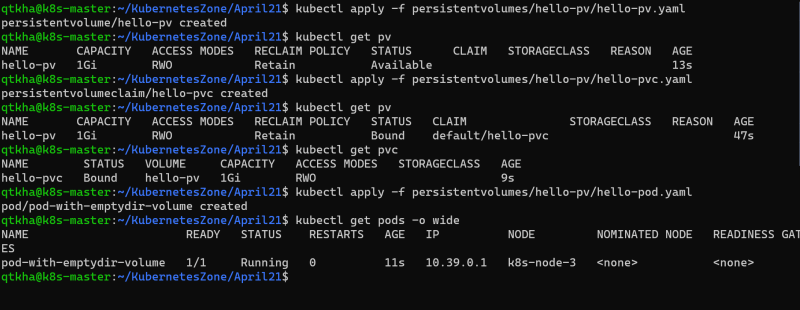 qtkha@k8s-master:~/KubernetesZone/April21$ kubectl apply -f persistentvolumes/hello-pv/hello-pv.yaml
persistentvolume/hello-pv created
qtkha@k8s-master:~/KubernetesZone/April21$ kubectl get pv
NAME       CAPACITY   ACCESS MODES   RECLAIM POLICY   STATUS      CLAIM   STORAGECLASS   REASON   AGE
hello-pv   1Gi        RWO            Retain           Available                                   13s
qtkha@k8s-master:~/KubernetesZone/April21$ kubectl apply -f persistentvolumes/hello-pv/hello-pvc.yaml
persistentvolumeclaim/hello-pvc created
qtkha@k8s-master:~/KubernetesZone/April21$ kubectl get pv
NAME       CAPACITY   ACCESS MODES   RECLAIM POLICY   STATUS   CLAIM               STORAGECLASS   REASON   AGE
hello-pv   1Gi        RWO            Retain           Bound    default/hello-pvc                           47s
qtkha@k8s-master:~/KubernetesZone/April21$ kubectl get pvc
NAME        STATUS   VOLUME     CAPACITY   ACCESS MODES   STORAGECLASS   AGE
hello-pvc   Bound    hello-pv   1Gi        RWO                           9s
qtkha@k8s-master:~/KubernetesZone/April21$ kubectl apply -f persistentvolumes/hello-pv/hello-pod.yaml
pod/pod-with-emptydir-volume created
qtkha@k8s-master:~/KubernetesZone/April21$ kubectl get pods -o wide
NAME                       READY   STATUS    RESTARTS   AGE   IP          NODE         NOMINATED NODE   READINESS GAT
ES
pod-with-emptydir-volume   1/1     Running   0          11s   10.39.0.1   k8s-node-3   <none>           <none>
qtkha@k8s-master:~/KubernetesZone/April21$